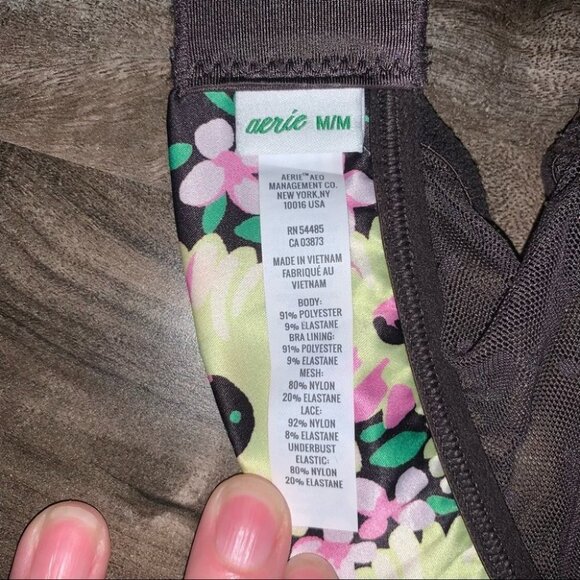 aerie M/M
AERIE™ AEO
MANAGEMENT CO.
NEW YORK,NY
10016 USA
RN 54485
CA 03873
MADE IN VIETNAM
FABRIQUÉ AU
VIETNAM
BODY:
91% POLYESTER
9% ELASTANE
BRA LINING:
91% POLYESTER
9% ELASTANE
MESH:
80% NYLON
20% ELASTANE
LACE:
92% NYLON
8% ELASTANE
UNDERBUST
ELASTIC:
80% NYLON
20% ELASTANE